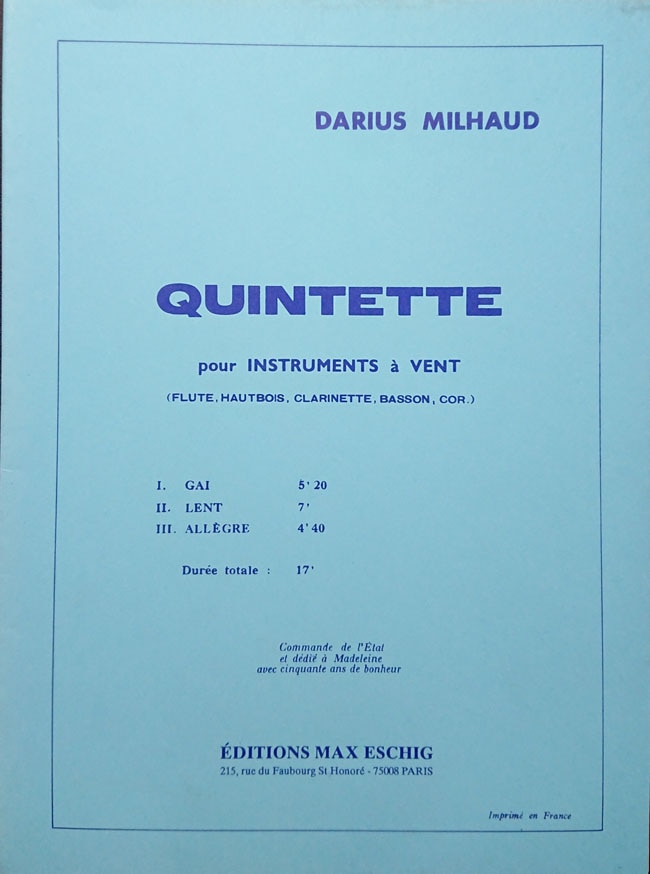 DARIUS MILHAUD
QUINTETTE
pour INSTRUMENTS à VENT
(FLUTE, HAUTBOIS, CLARINETTE, BASSON, COR.)
I. GAI 5' 20
II. LENT 7'
III. ALLÈGRE 4' 40
Durée totale : 17'
Commande de l'État
et dédié à Madeleine
avec cinquante ans de bonheur
ÉDITIONS MAX ESCHIG
215, rue du Faubourg St Honoré - 75008 PARIS
Imprimé en France